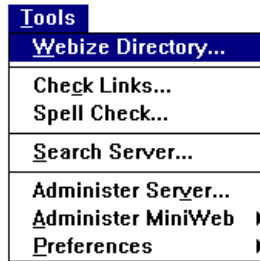 Tools
Webize Directory...
Check Links...
Spell Check...
Search Server...
Administer Server...
Administer MiniWeb
Preferences